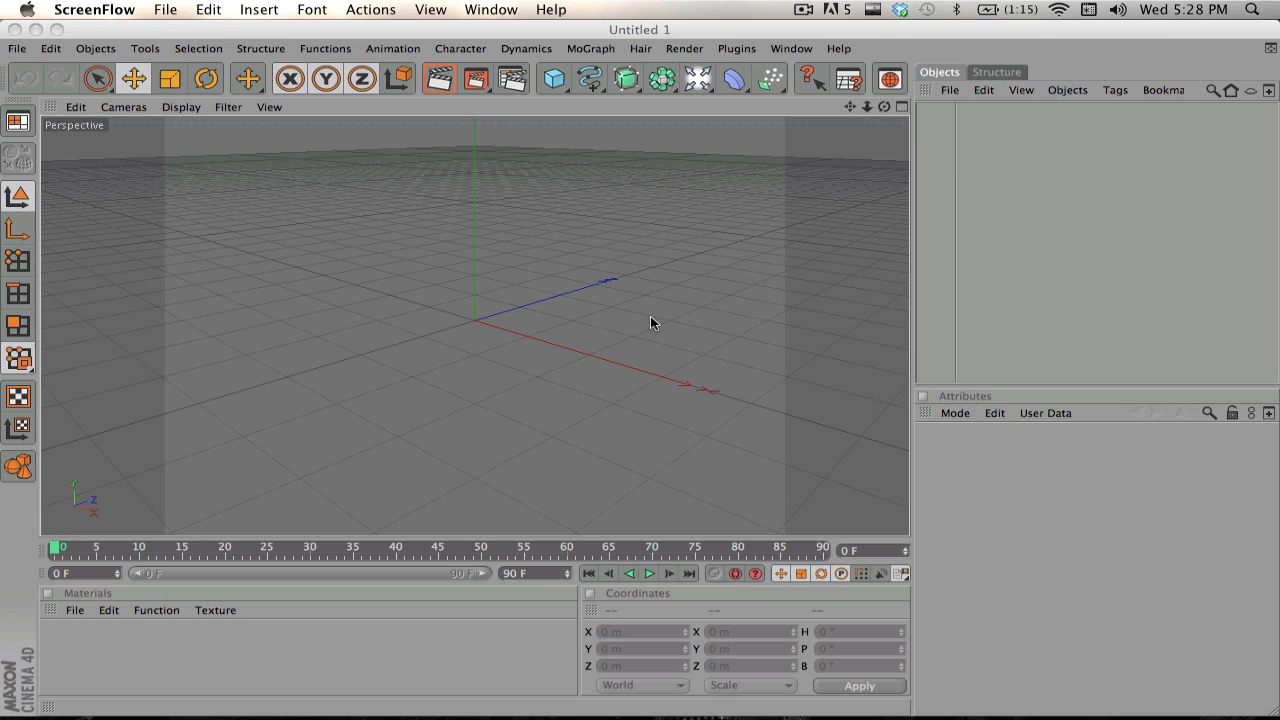 ScreenFlow File Edit Insert Font Actions View Window Help 5 (1:15) Wed 5:28 PM
Untitled 1
File Edit Objects Tools Selection Structure Functions Animation Character Dynamics MoGraph Hair Render Plugins Window Help
X Y Z
Objects Structure
File Edit View Objects Tags Bookma
Edit Cameras Display Filter View
Perspective
Y
Z
X
Attributes
Mode Edit User Data
0 5 10 15 20 25 30 35 40 45 50 55 60 65 70 75 80 85 90 0 F
0 F 0 F 90 F 90 F P
Materials
File Edit Function Texture
Coordinates
-- -- --
X 0 m X 0 m H 0 °
Y 0 m Y 0 m P 0 °
Z 0 m Z 0 m B 0 °
World Scale Apply
MAXON
CINEMA 4D